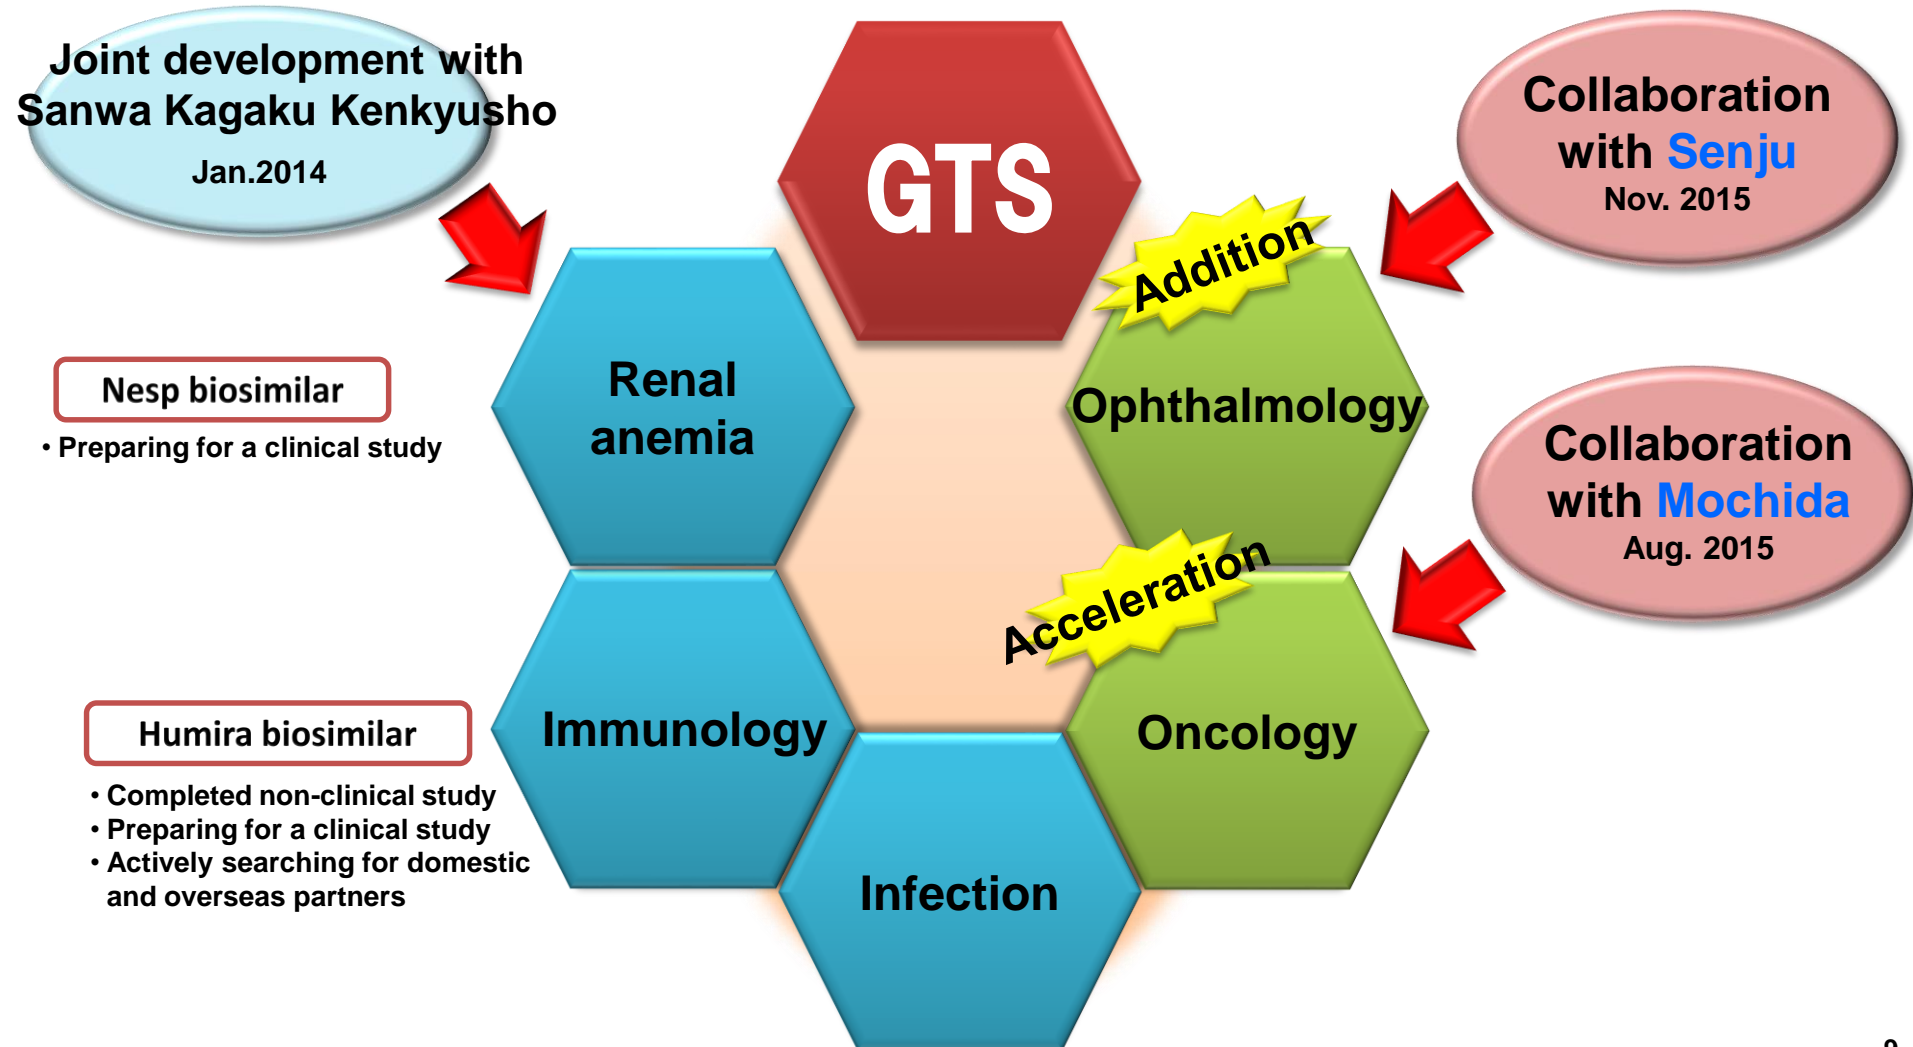 Joint development with
Sanwa Kagaku Kenkyusho
Jan.2014
GTS
Collaboration
with Senju
Nov. 2015
Addition
Renal
anemia
Ophthalmology
Nesp biosimilar
• Preparing for a clinical study
Collaboration
with Mochida
Aug. 2015
Acceleration
Immunology
Oncology
Humira biosimilar
• Completed non-clinical study
• Preparing for a clinical study
• Actively searching for domestic
and overseas partners
Infection